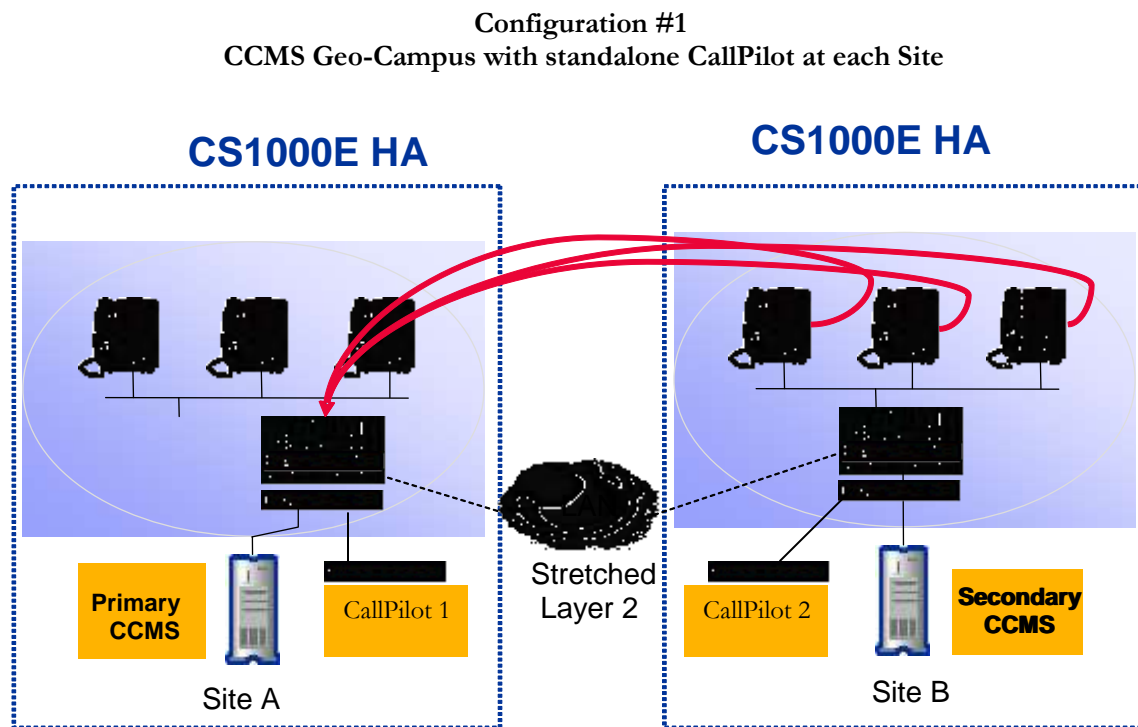 Configuration #1
CCMS Geo-Campus with standalone CallPilot at each Site
CS1000E HA
CS1000E HA
LAN
Stretched
Layer 2
Primary
CCMS
CallPilot 1
CallPilot 2
Secondary
CCMS
Site A
Site B